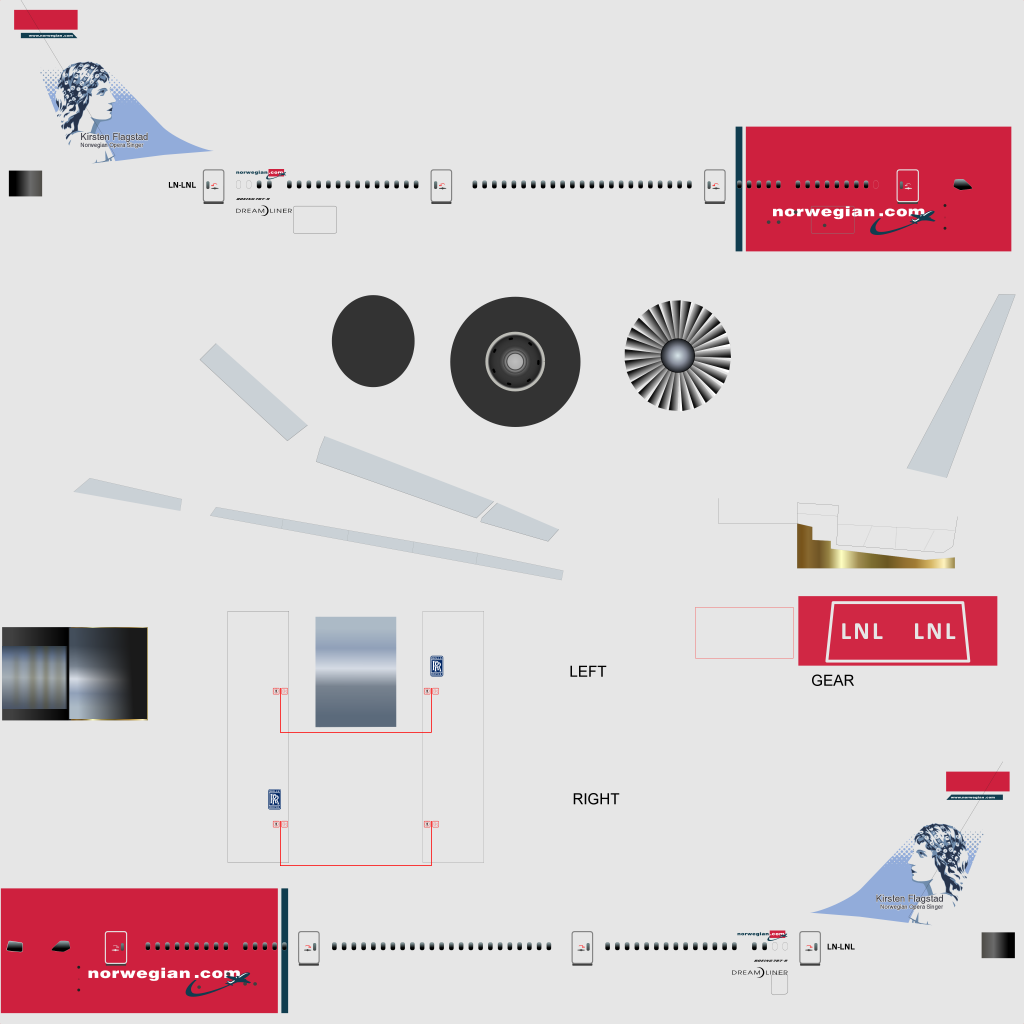 www.norwegian.com
Kirsten Flagstad
Norwegian Opera Singer
LN-LNL
norwegian.com
BOEING 787-8
DREAMLINER
norwegian.com
LNL LNL
GEAR
LEFT
RIGHT
www.norwegian.com
Kirsten Flagstad
Norwegian Opera Singer
norwegian.com
LN-LNL
BOEING 787-8
DREAMLINER
norwegian.com